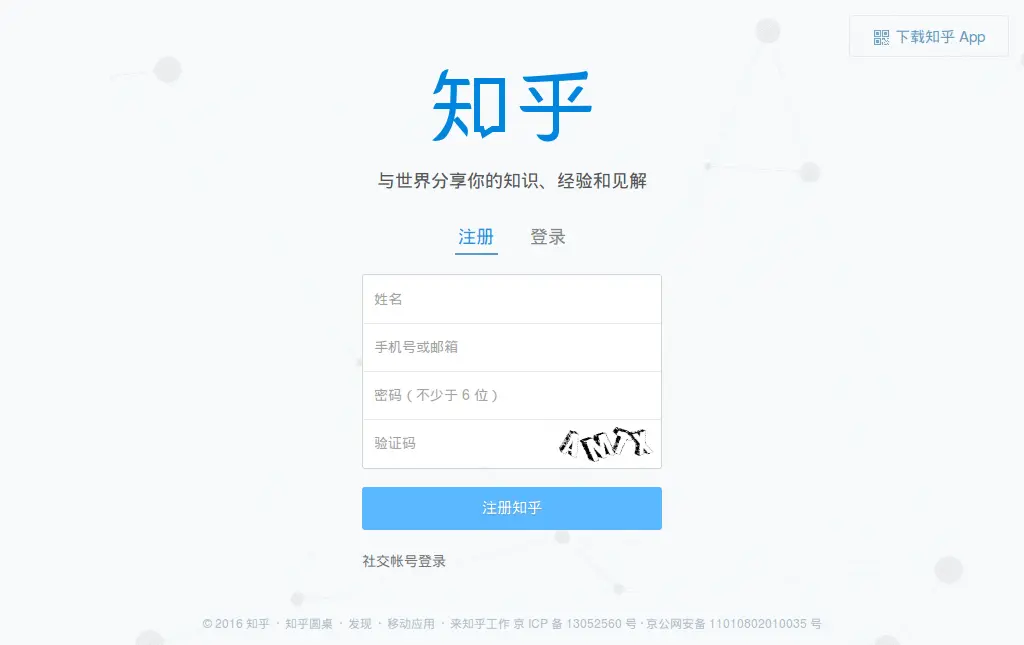 下载知乎 App
知乎
与世界分享你的知识、经验和见解
注册 登录
姓名
手机号或邮箱
密码（不少于 6 位）
验证码
注册知乎
社交帐号登录
© 2016 知乎 · 知乎圆桌 · 发现 · 移动应用 · 来知乎工作 京 ICP 备 13052560 号 · 京公网安备 11010802010035 号